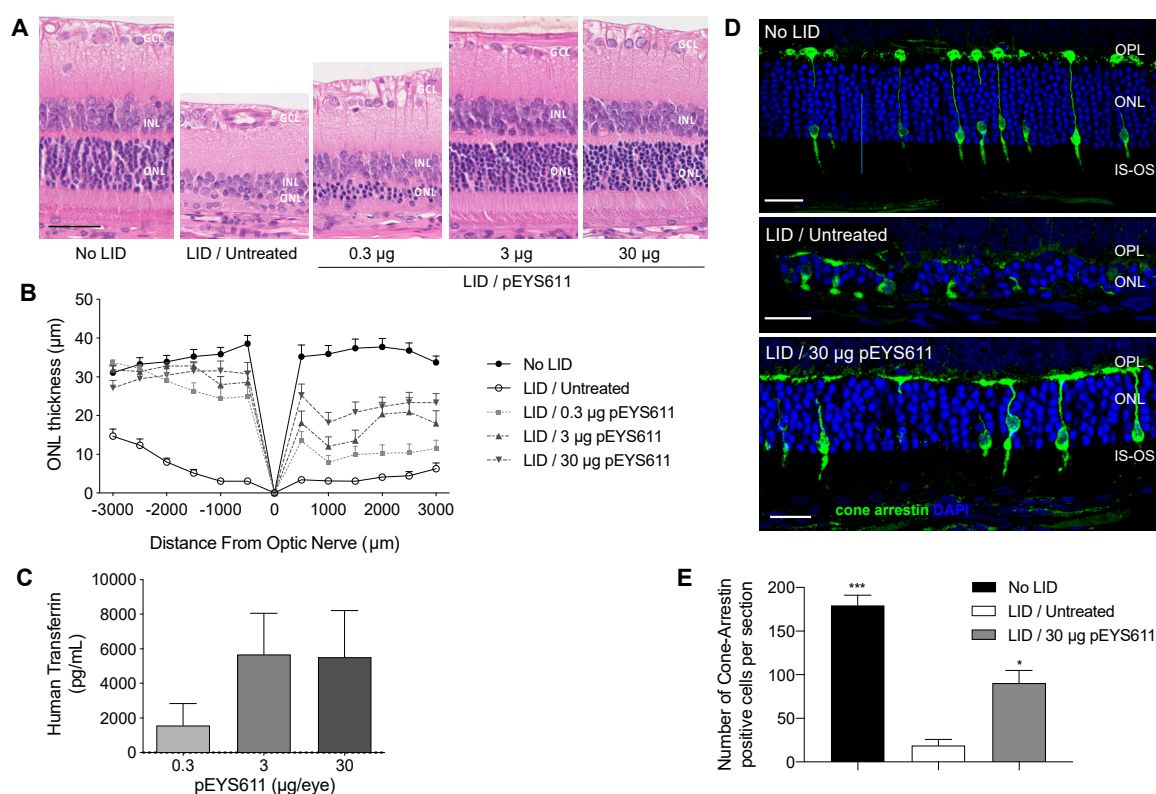 A
GCL
INL
ONL
GCL
INL
ONL
GCL
INL
ONL
GCL
INL
ONL
GCL
INL
ONL
No LID
LID / Untreated
0.3 µg
3 µg
30 µg
LID / pEYS611
B
ONL thickness (µm)
50
40
30
20
10
0
-3000
-2000
-1000
0
1000
2000
3000
Distance From Optic Nerve (µm)
No LID
LID / Untreated
LID / 0.3 µg pEYS611
LID / 3 µg pEYS611
LID / 30 µg pEYS611
C
Human Transferrin
(pg/mL)
10000
8000
6000
4000
2000
0
0.3
3
30
pEYS611 (µg/eye)
D
No LID
OPL
ONL
IS-OS
LID / Untreated
OPL
ONL
LID / 30 µg pEYS611
OPL
ONL
IS-OS
cone arrestin DAPI
E
Number of Cone-Arrestin
positive cells per section
200
150
100
50
0
***
*
No LID
LID / Untreated
LID / 30 µg pEYS611